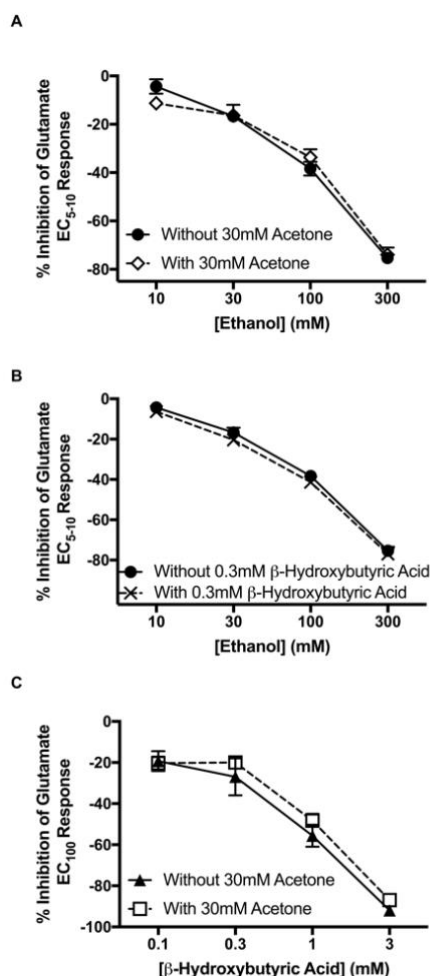 A
% Inhibition of Glutamate
EC5-10 Response
0
-20
-40
-60
-80
Without 30mM Acetone
With 30mM Acetone
10 30 100 300
[Ethanol] (mM)
B
% Inhibition of Glutamate
EC5-10 Response
0
-20
-40
-60
-80
Without 0.3mM β-Hydroxybutyric Acid
With 0.3mM β-Hydroxybutyric Acid
10 30 100 300
[Ethanol] (mM)
C
% Inhibition of Glutamate
EC100 Response
0
-20
-40
-60
-80
-100
Without 30mM Acetone
With 30mM Acetone
0.1 0.3 1 3
[β-Hydroxybutyric Acid] (mM)